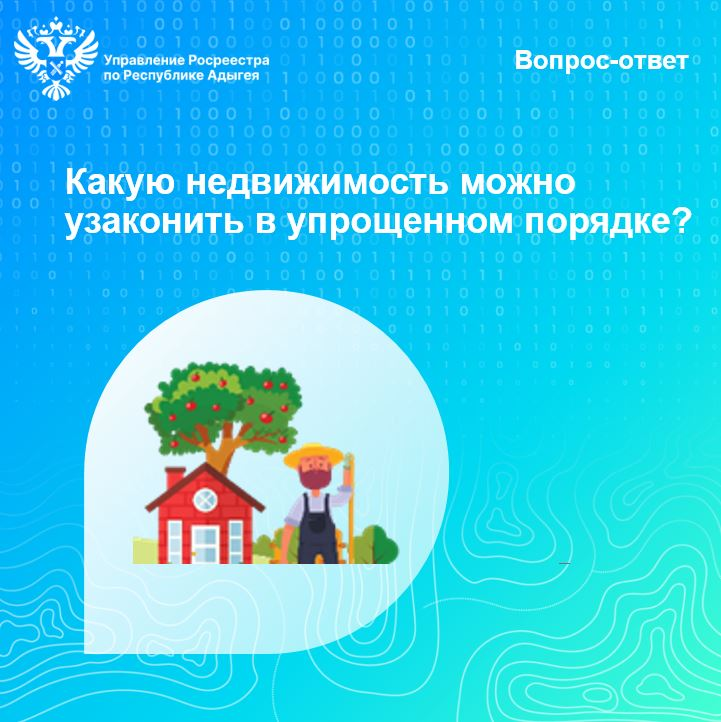 Управление Росреестра
по Республике Адыгея
Вопрос-ответ
Какую недвижимость можно
узаконить в упрощенном порядке?